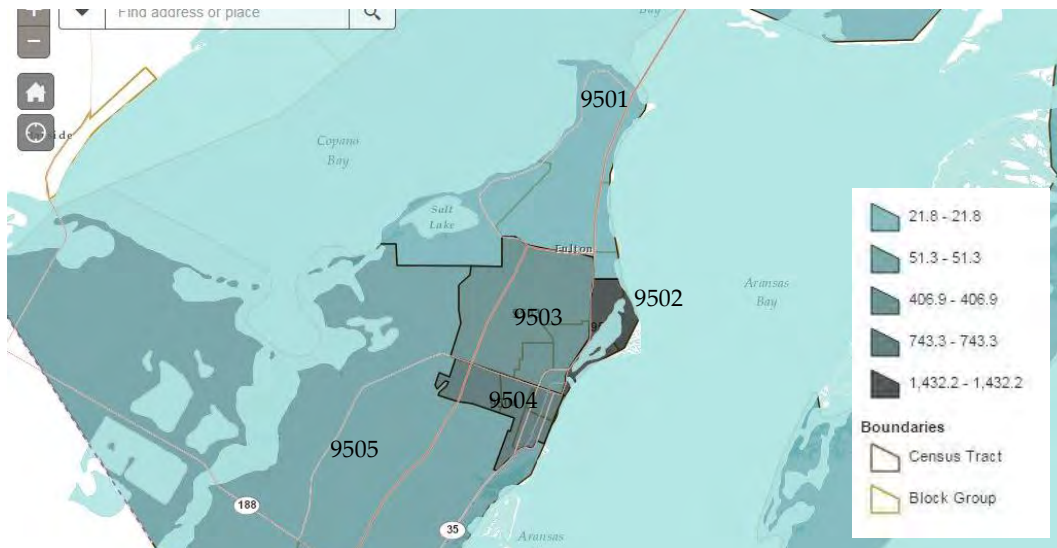 Find address or place
Bay
9501
Copano
Bay
Salt
Lake
Fulton
9502
Aransas
Bay
9503
9504
9505
188
35
Aransas
21.8 - 21.8
51.3 - 51.3
406.9 - 406.9
743.3 - 743.3
1,432.2 - 1,432.2
Boundaries
Census Tract
Block Group